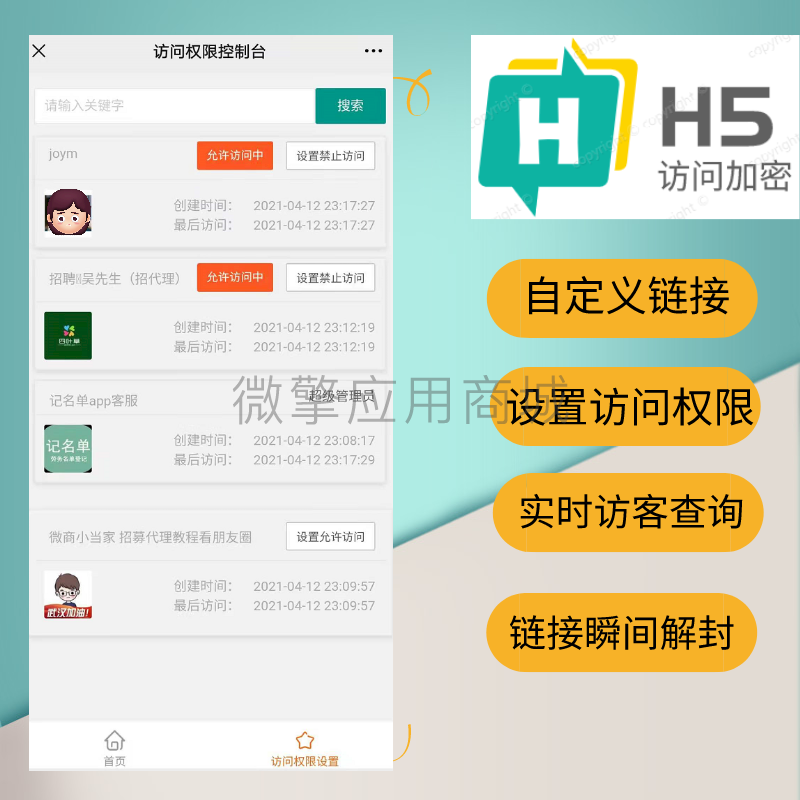 访问权限控制台
请输入关键字
搜索
joym
允许访问中
设置禁止访问
创建时间： 2021-04-12 23:17:27
最后访问： 2021-04-12 23:17:27
吴先生（招代理）
允许访问中
设置禁止访问
四叶草
创建时间： 2021-04-12 23:12:19
最后访问： 2021-04-12 23:12:19
记名单app客服
超级管理员
记名单
劳务名单登记
创建时间： 2021-04-12 23:08:17
最后访问： 2021-04-12 23:17:29
微商小当家 招募代理教程看朋友圈
设置允许访问
武汉加油!
创建时间： 2021-04-12 23:09:57
最后访问： 2021-04-12 23:09:57
首页
访问权限设置
微擎应用商城
H
H5
访问加密
copyright ©
自定义链接
设置访问权限
实时访客查询
链接瞬间解封